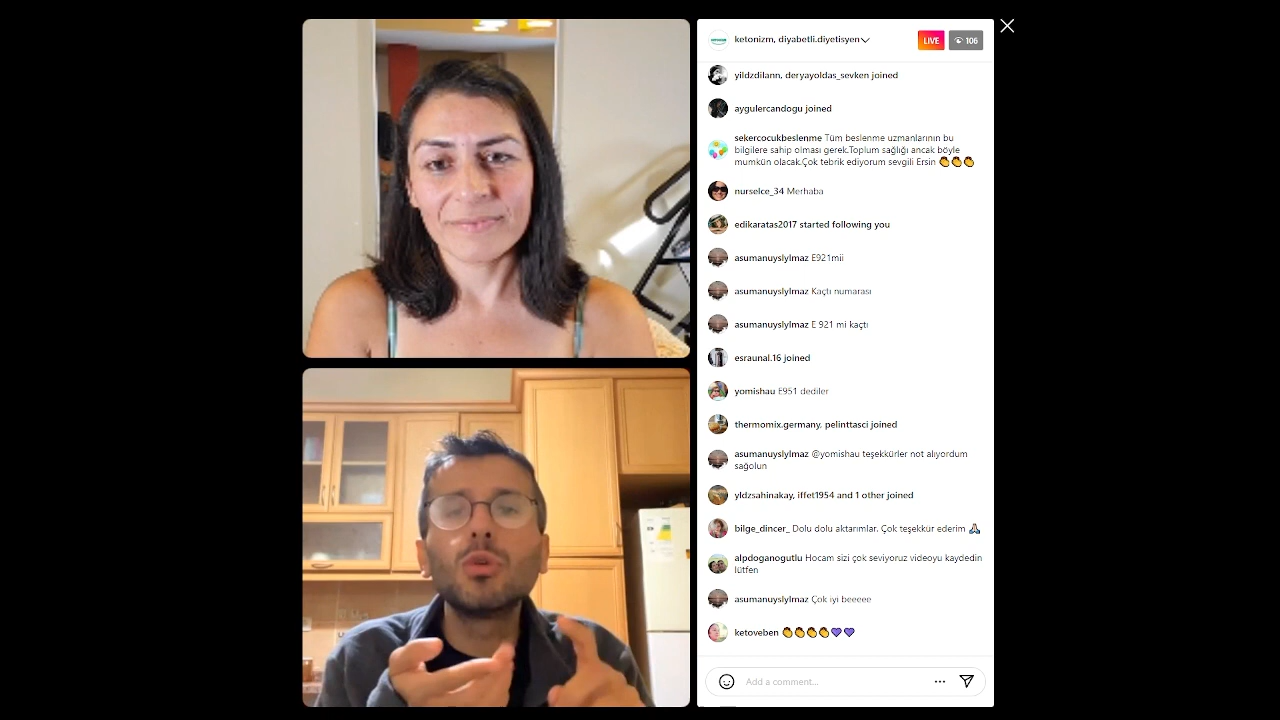 ketonizm, diyabetli.diyetisyen
LIVE
106
yildzdilann, deryayoldas_sevken joined
aygulercandogu joined
sekercocukbeslenme Tüm beslenme uzmanlarının bu
bilgilere sahip olması gerek.Toplum sağlığı ancak böyle
mumkün olacak.Çok tebrik ediyorum sevgili Ersin 👏👏👏
nurselce_34 Merhaba
edikaratas2017 started following you
asumanuyslylmaz E921mii
asumanuyslylmaz Kaçtı numarası
asumanuyslylmaz E 921 mi kaçtı
esraunal.16 joined
yomishau E951 dediler
thermomix.germany, pelinttasci joined
asumanuyslylmaz @yomishau teşekkürler not alıyordum
sağolun
yldzsahinakay, iffet1954 and 1 other joined
bilge_dincer_ Dolu dolu aktarımlar. Çok teşekkür ederim 🙏
alpdoganogutlu Hocam sizi çok seviyoruz videoyu kaydedin
lütfen
asumanuyslylmaz Çok iyi beeeee
ketoveben 👏👏👏👏💜💜
Add a comment...